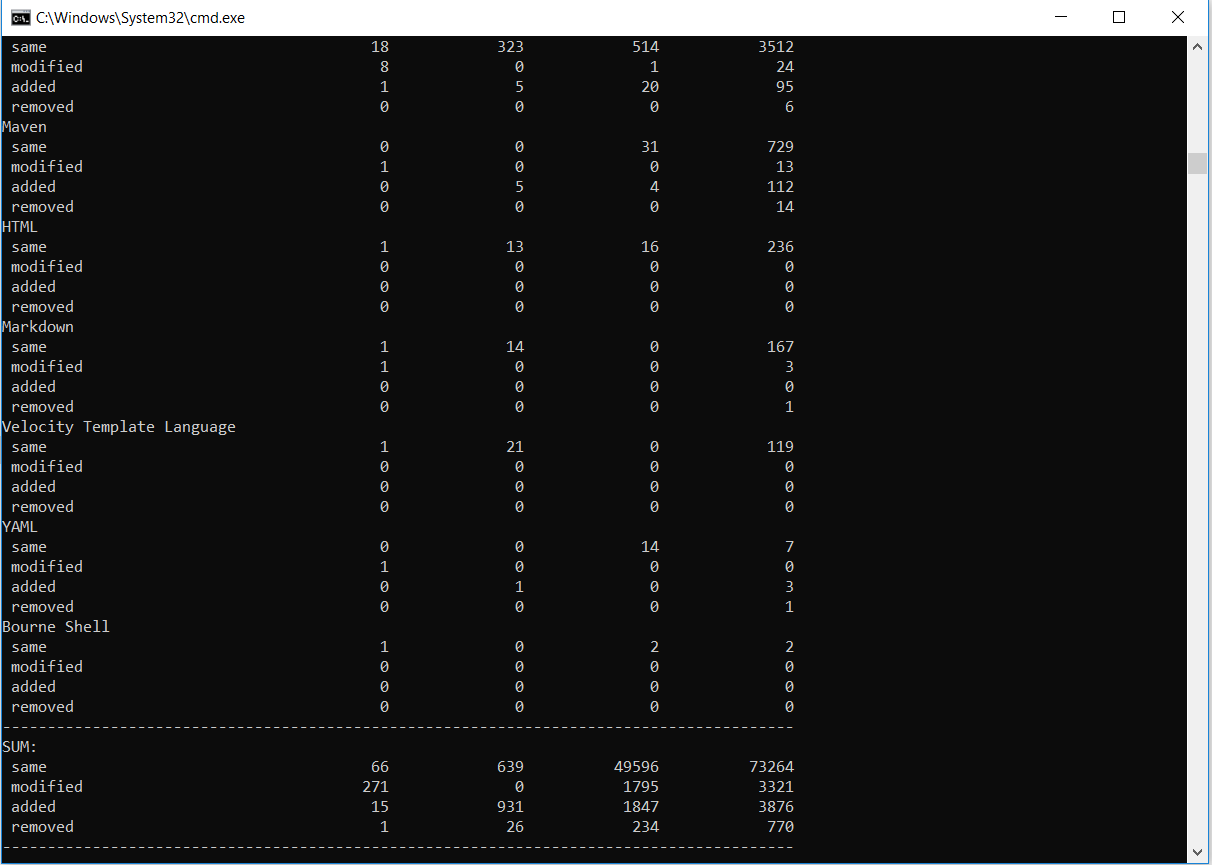 C:\Windows\System32\cmd.exe
same 18 323 514 3512
modified 8 0 1 24
added 1 5 20 95
removed 0 0 0 6
Maven
same 0 0 31 729
modified 1 0 0 13
added 0 5 4 112
removed 0 0 0 14
HTML
same 1 13 16 236
modified 0 0 0 0
added 0 0 0 0
removed 0 0 0 0
Markdown
same 1 14 0 167
modified 1 0 0 3
added 0 0 0 0
removed 0 0 0 1
Velocity Template Language
same 1 21 0 119
modified 0 0 0 0
added 0 0 0 0
removed 0 0 0 0
YAML
same 0 0 14 7
modified 1 0 0 0
added 0 1 0 3
removed 0 0 0 1
Bourne Shell
same 1 0 2 2
modified 0 0 0 0
added 0 0 0 0
removed 0 0 0 0
----------------------------------------------------------------------------------------
SUM:
same 66 639 49596 73264
modified 271 0 1795 3321
added 15 931 1847 3876
removed 1 26 234 770
----------------------------------------------------------------------------------------